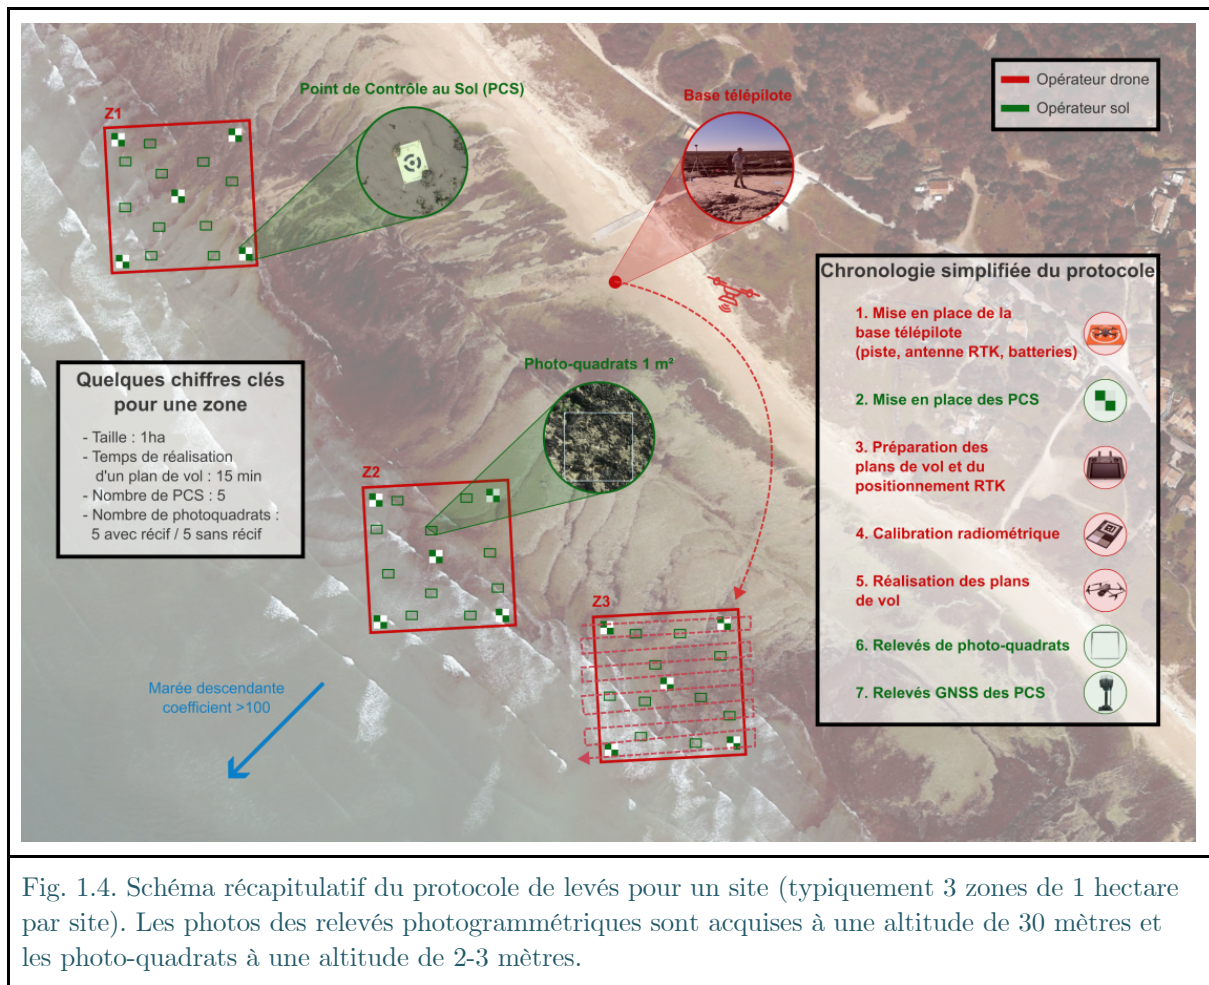 Z1
Point de Contrôle au Sol (PCS)
Base télépilote
Opérateur drone
Opérateur sol
Chronologie simplifiée du protocole
1. Mise en place de la
base télépilote
(piste, antenne RTK, batteries)
2. Mise en place des PCS
3. Préparation des
plans de vol et du
positionnement RTK
4. Calibration radiométrique
5. Réalisation des plans
de vol
6. Relevés de photo-quadrats
7. Relevés GNSS des PCS
Quelques chiffres clés
pour une zone
- Taille : 1ha
- Temps de réalisation
d'un plan de vol : 15 min
- Nombre de PCS : 5
- Nombre de photoquadrats :
5 avec récif / 5 sans récif
Photo-quadrats 1 m²
Z2
Z3
Marée descendante
coefficient >100
Fig. 1.4. Schéma récapitulatif du protocole de levés pour un site (typiquement 3 zones de 1 hectare
par site). Les photos des relevés photogrammétriques sont acquises à une altitude de 30 mètres et
les photo-quadrats à une altitude de 2-3 mètres.